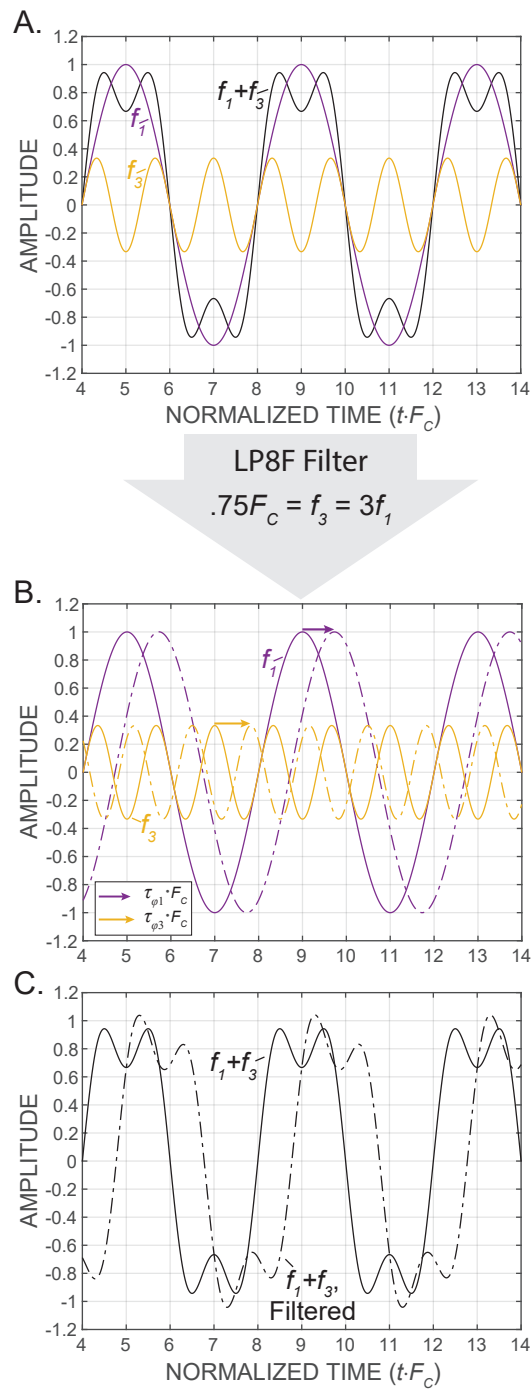 A.
1.2
1
0.8
0.6
0.4
0.2
0
-0.2
-0.4
-0.6
-0.8
-1
-1.2
AMPLITUDE
f1
f3
f1+f3
4 5 6 7 8 9 10 11 12 13 14
NORMALIZED TIME (t·FC)
LP8F Filter
.75FC = f3 = 3f1
B.
1.2
1
0.8
0.6
0.4
0.2
0
-0.2
-0.4
-0.6
-0.8
-1
-1.2
AMPLITUDE
f1
f3
τφ1·FC
τφ3·FC
4 5 6 7 8 9 10 11 12 13 14
C.
1.2
1
0.8
0.6
0.4
0.2
0
-0.2
-0.4
-0.6
-0.8
-1
-1.2
AMPLITUDE
f1+f3
f1+f3,
Filtered
4 5 6 7 8 9 10 11 12 13 14
NORMALIZED TIME (t·FC)